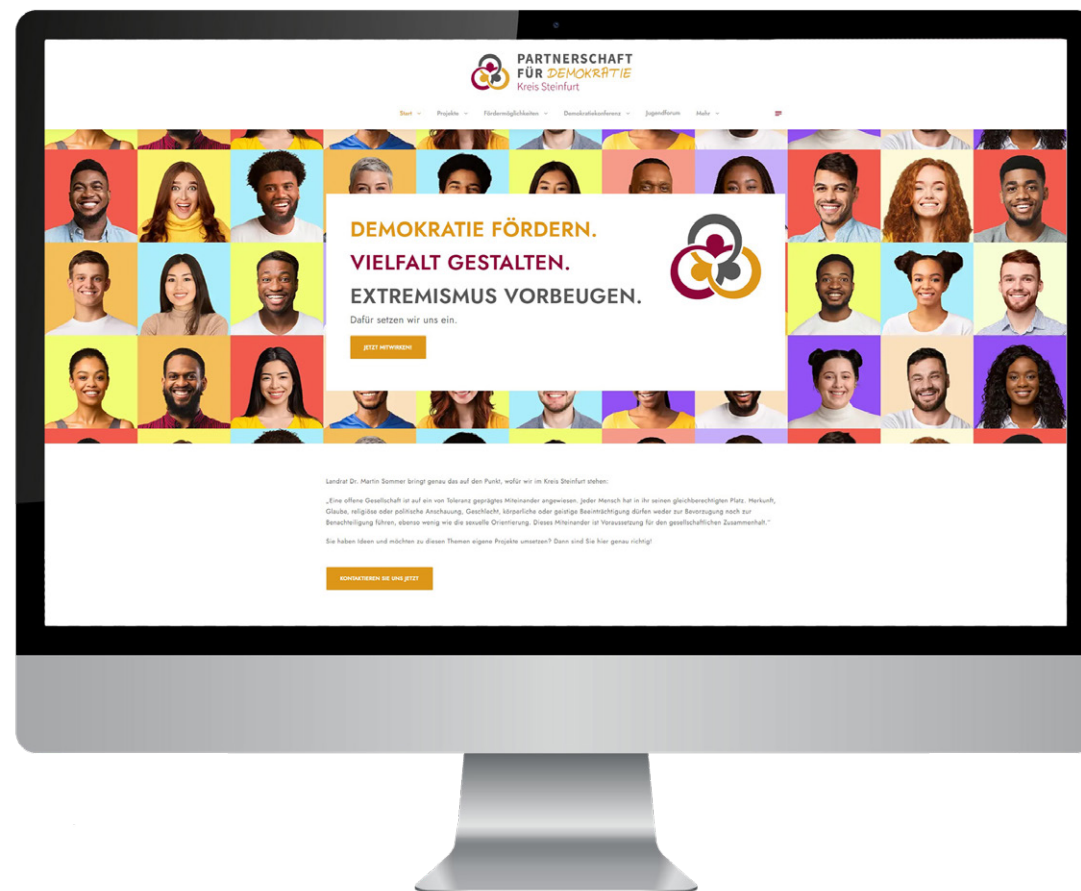 PARTNERSCHAFT
FÜR DEMOKRATIE
Kreis Steinfurt
Start Projekte Fördermöglichkeiten Demokratiekonferenz Jugendforum Mehr
DEMOKRATIE FÖRDERN.
VIELFALT GESTALTEN.
EXTREMISMUS VORBEUGEN.
Dafür setzen wir uns ein.
JETZT MITWIRKEN!
Landrat Dr. Martin Sommer bringt genau das auf den Punkt, wofür wir im Kreis Steinfurt stehen:
„Eine offene Gesellschaft ist auf ein von Toleranz geprägtes Miteinander angewiesen. Jeder Mensch hat in ihr seinen gleichberechtigten Platz. Herkunft,
Glaube, religiöse oder politische Anschauung, Geschlecht, körperliche oder geistige Beeinträchtigung dürfen weder zur Bevorzugung noch zur
Benachteiligung führen, ebenso wenig wie die sexuelle Orientierung. Dieses Miteinander ist Voraussetzung für den gesellschaftlichen Zusammenhalt.“
Sie haben Ideen und möchten zu diesen Themen eigene Projekte umsetzen? Dann sind Sie hier genau richtig!
KONTAKTIEREN SIE UNS JETZT